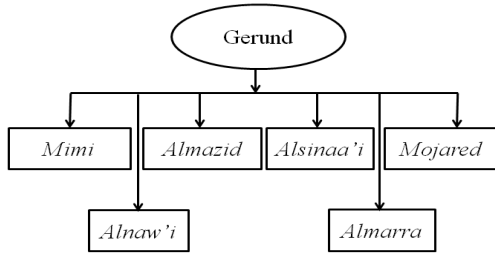 Gerund
Mimi
Almazid
Alsinaa'i
Mojared
Alnaw'i
Almarra